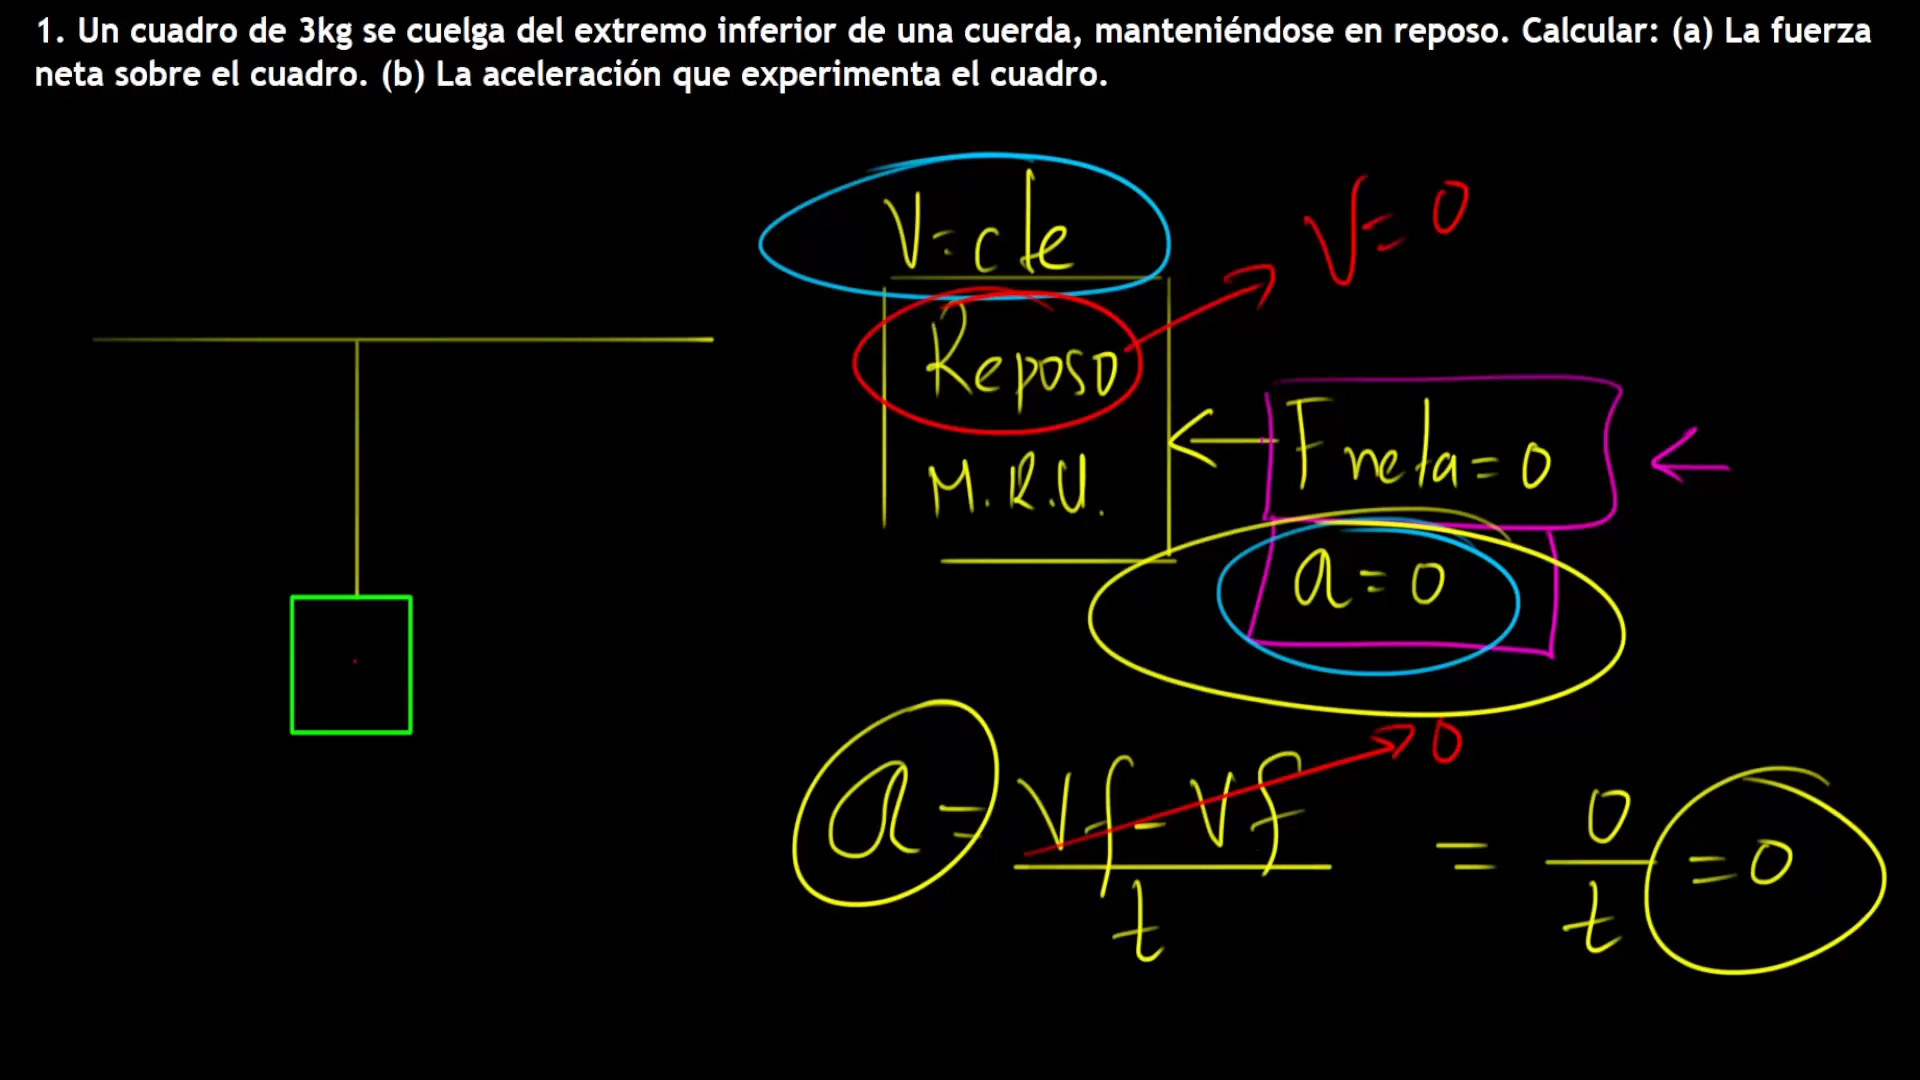 1. Un cuadro de 3kg se cuelga del extremo inferior de una cuerda, manteniéndose en reposo. Calcular: (a) La fuerza
neta sobre el cuadro. (b) La aceleración que experimenta el cuadro.
V=cte
V=0
Reposo
Fneta=0
M.R.U.
a=0
0
a = Vf-Vf / t = 0 / t = 0